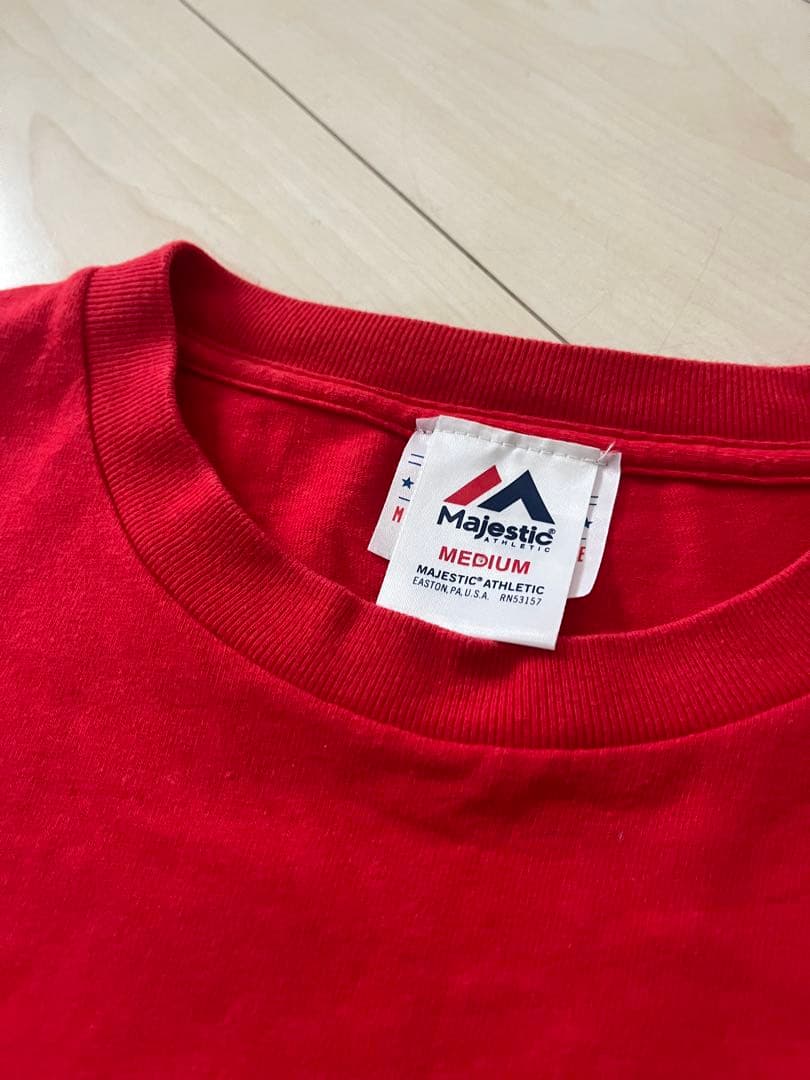 Majestic®
ATHLETIC
MEDIUM
MAJESTIC® ATHLETIC
EASTON, PA, U.S.A. RN53157
M
E